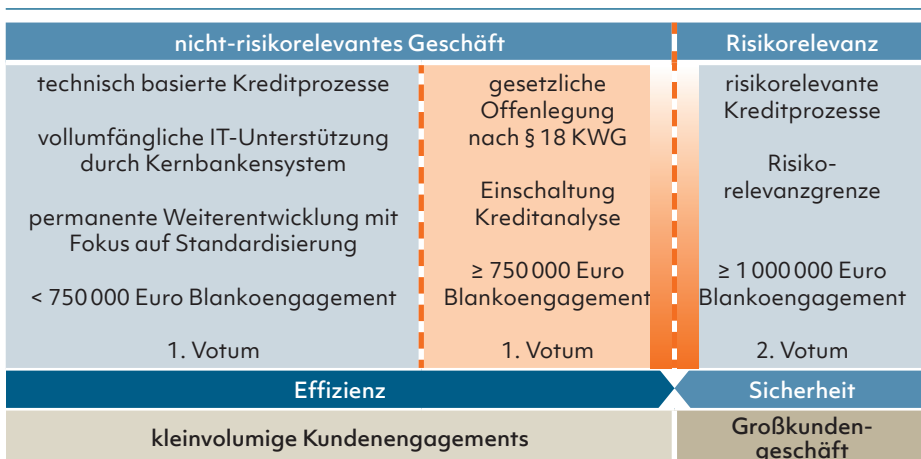 nicht-risikorelevantes Geschäft
Risikorelevanz
technisch basierte Kreditprozesse
vollumfängliche IT-Unterstützung
durch Kernbankensystem
permanente Weiterentwicklung mit
Fokus auf Standardisierung
< 750 000 Euro Blankoengagement
1. Votum
gesetzliche
Offenlegung
nach § 18 KWG
Einschaltung
Kreditanalyse
≥ 750 000 Euro
Blankoengagement
1. Votum
risikorelevante
Kreditprozesse
Risiko-
relevanzgrenze
≥ 1 000 000 Euro
Blankoengagement
2. Votum
Effizienz
Sicherheit
kleinvolumige Kundenengagements
Großkunden-
geschäft